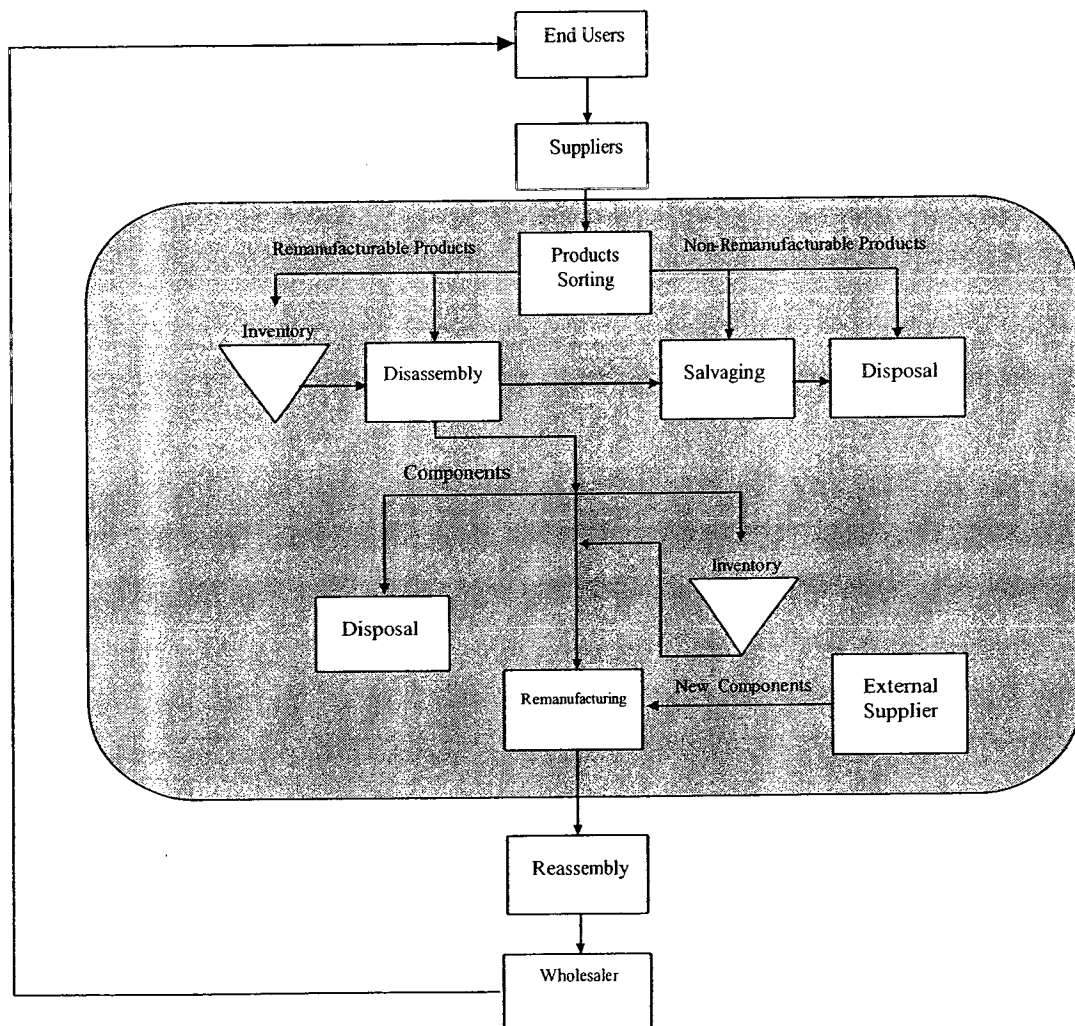 End Users
Suppliers
Remanufacturable Products
Products
Sorting
Non-Remanufacturable Products
Inventory
Disassembly
Salvaging
Disposal
Components
Inventory
Disposal
Remanufacturing
New Components
External
Supplier
Reassembly
Wholesaler